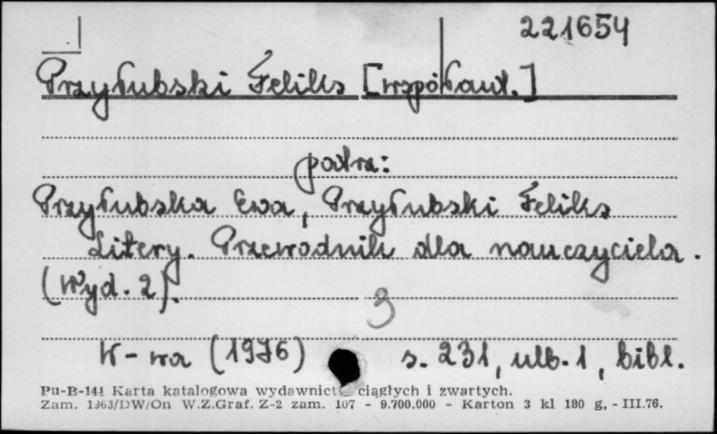 221654
Przyłubski Feliks [współaut.]
patrz:
Przyłubska Ewa, Przyłubski Feliks
Litery. Przewodnik dla nauczyciela.
(Wyd. 2).
3
W-wa (1976) s. 231, ulb. 1, bibl.
Pu-B-144 Karta katalogowa wydawnictw ciągłych i zwartych.
Zam. 1363/DW/On W.Z.Graf. Z-2 zam. 107 - 9.700.000 - Karton 3 kl 180 g. - III.76.